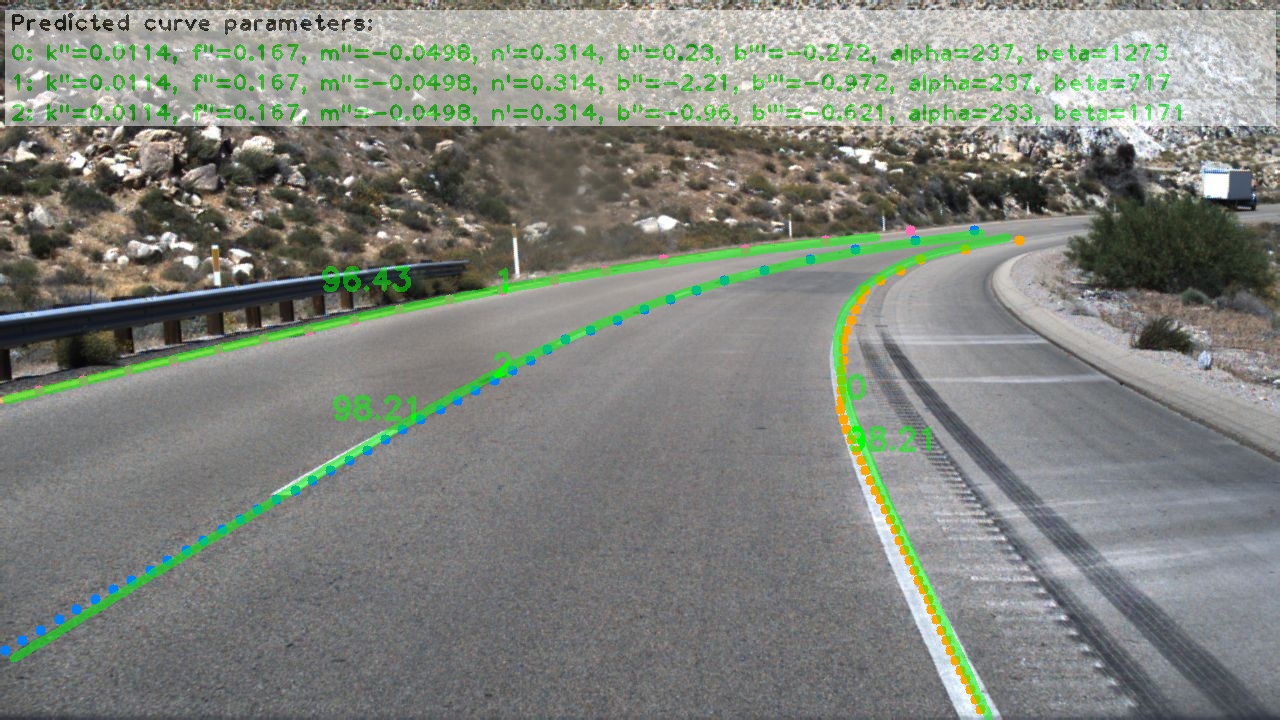 Predicted curve parameters:
0: k''=0.0114, f''=0.167, m''=-0.0498, n'=0.314, b''=0.23, b'''=-0.272, alpha=237, beta=1273
1: k''=0.0114, f''=0.167, m''=-0.0498, n'=0.314, b''=-2.21, b'''=-0.972, alpha=237, beta=717
2: k''=0.0114, f''=0.167, m''=-0.0498, n'=0.314, b''=-0.96, b'''=-0.621, alpha=233, beta=1171
96.43
1
2
98.21
0
98.21